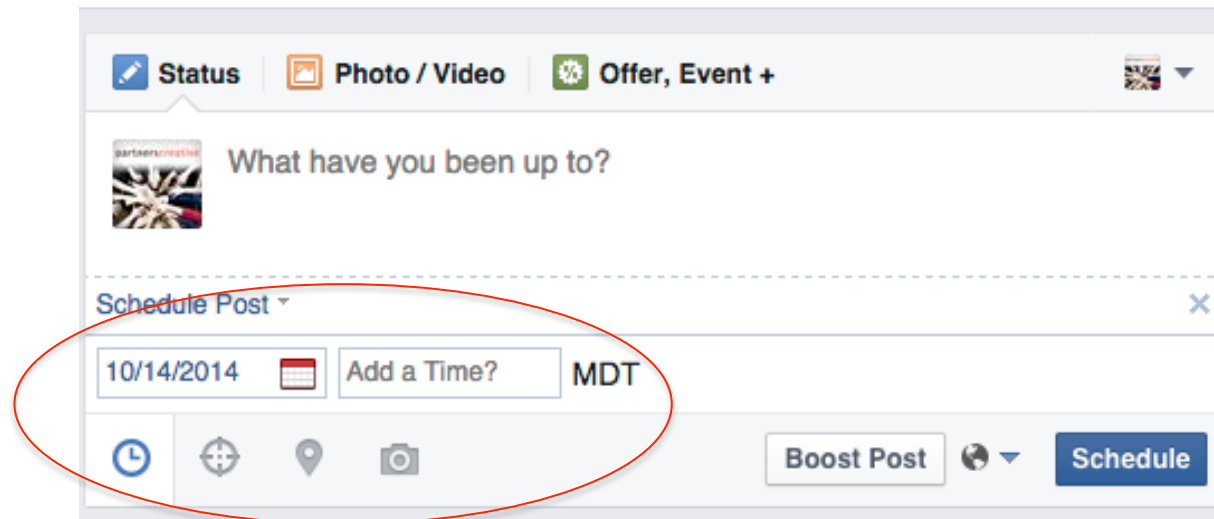 Status Photo / Video Offer, Event +
partnerscreative
What have you been up to?
Schedule Post
10/14/2014 Add a Time? MDT
Boost Post Schedule